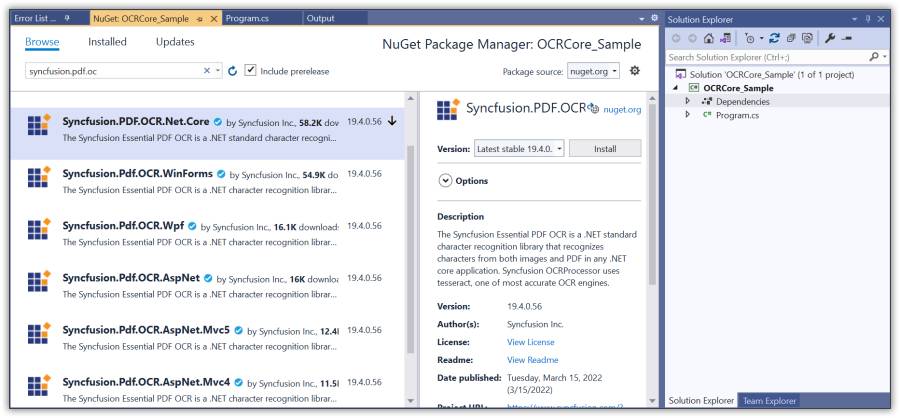 Error List ...
NuGet: OCRCore_Sample
Program.cs
Output
Browse
Installed
Updates
NuGet Package Manager: OCRCore_Sample
syncfusion.pdf.oc
Include prerelease
Package source:
nuget.org
Syncfusion.PDF.OCR.Net.Core by Syncfusion Inc, 58.2K dov 19.4.0.56
The Syncfusion Essential PDF OCR is a .NET standard character recogni...
Syncfusion.Pdf.OCR.WinForms by Syncfusion Inc., 54.9K do 19.4.0.56
The Syncfusion Essential PDF OCR is a .NET character recognition librar...
Syncfusion.Pdf.OCR.Wpf by Syncfusion Inc., 16.1K download: 19.4.0.56
The Syncfusion Essential PDF OCR is a .NET character recognition librar...
Syncfusion.Pdf.OCR.AspNet by Syncfusion Inc., 16K downloa 19.4.0.56
The Syncfusion Essential PDF OCR is a .NET character recognition librar...
Syncfusion.Pdf.OCR.AspNet.Mvc5 by Syncfusion Inc., 12.4I 19.4.0.56
The Syncfusion Essential PDF OCR is a .NET character recognition librar...
Syncfusion.Pdf.OCR.AspNet.Mvc4 by Syncfusion Inc., 11.5I 19.4.0.56
The Syncfusion Essential PDF OCR is a .NET character recognition librar...
Syncfusion.PDF.OCR
nuget.org
Version: Latest stable 19.4.0.
Install
Options
Description
The Syncfusion Essential PDF OCR is a .NET standard
character recognition library that recognizes
characters from both images and PDF in any .NET
core application. Syncfusion OCRProcessor uses
tesseract, one of most accurate OCR engines.
Version: 19.4.0.56
Author(s): Syncfusion Inc.
License: View License
Readme: View Readme
Date published: Tuesday, March 15, 2022
(3/15/2022)
Project URL: https://www.syncfusion.com/?
Solution Explorer
Search Solution Explorer (Ctrl+;)
Solution 'OCRCore_Sample' (1 of 1 project)
OCRCore_Sample
Dependencies
C# Program.cs
Solution Explorer
Team Explorer